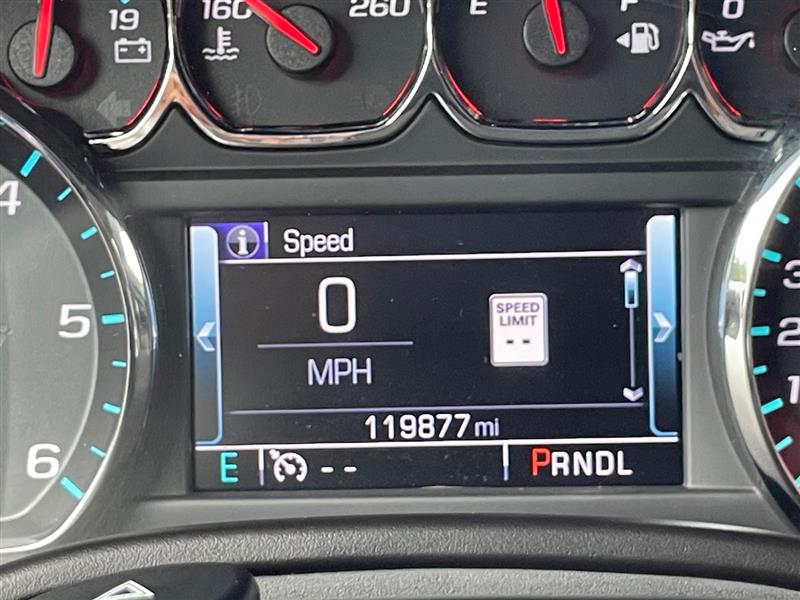 19
160
260
E
F
0
4
5
6
i Speed
0
MPH
SPEED
LIMIT
--
119877 mi
E -- PRNDL
3
2
1